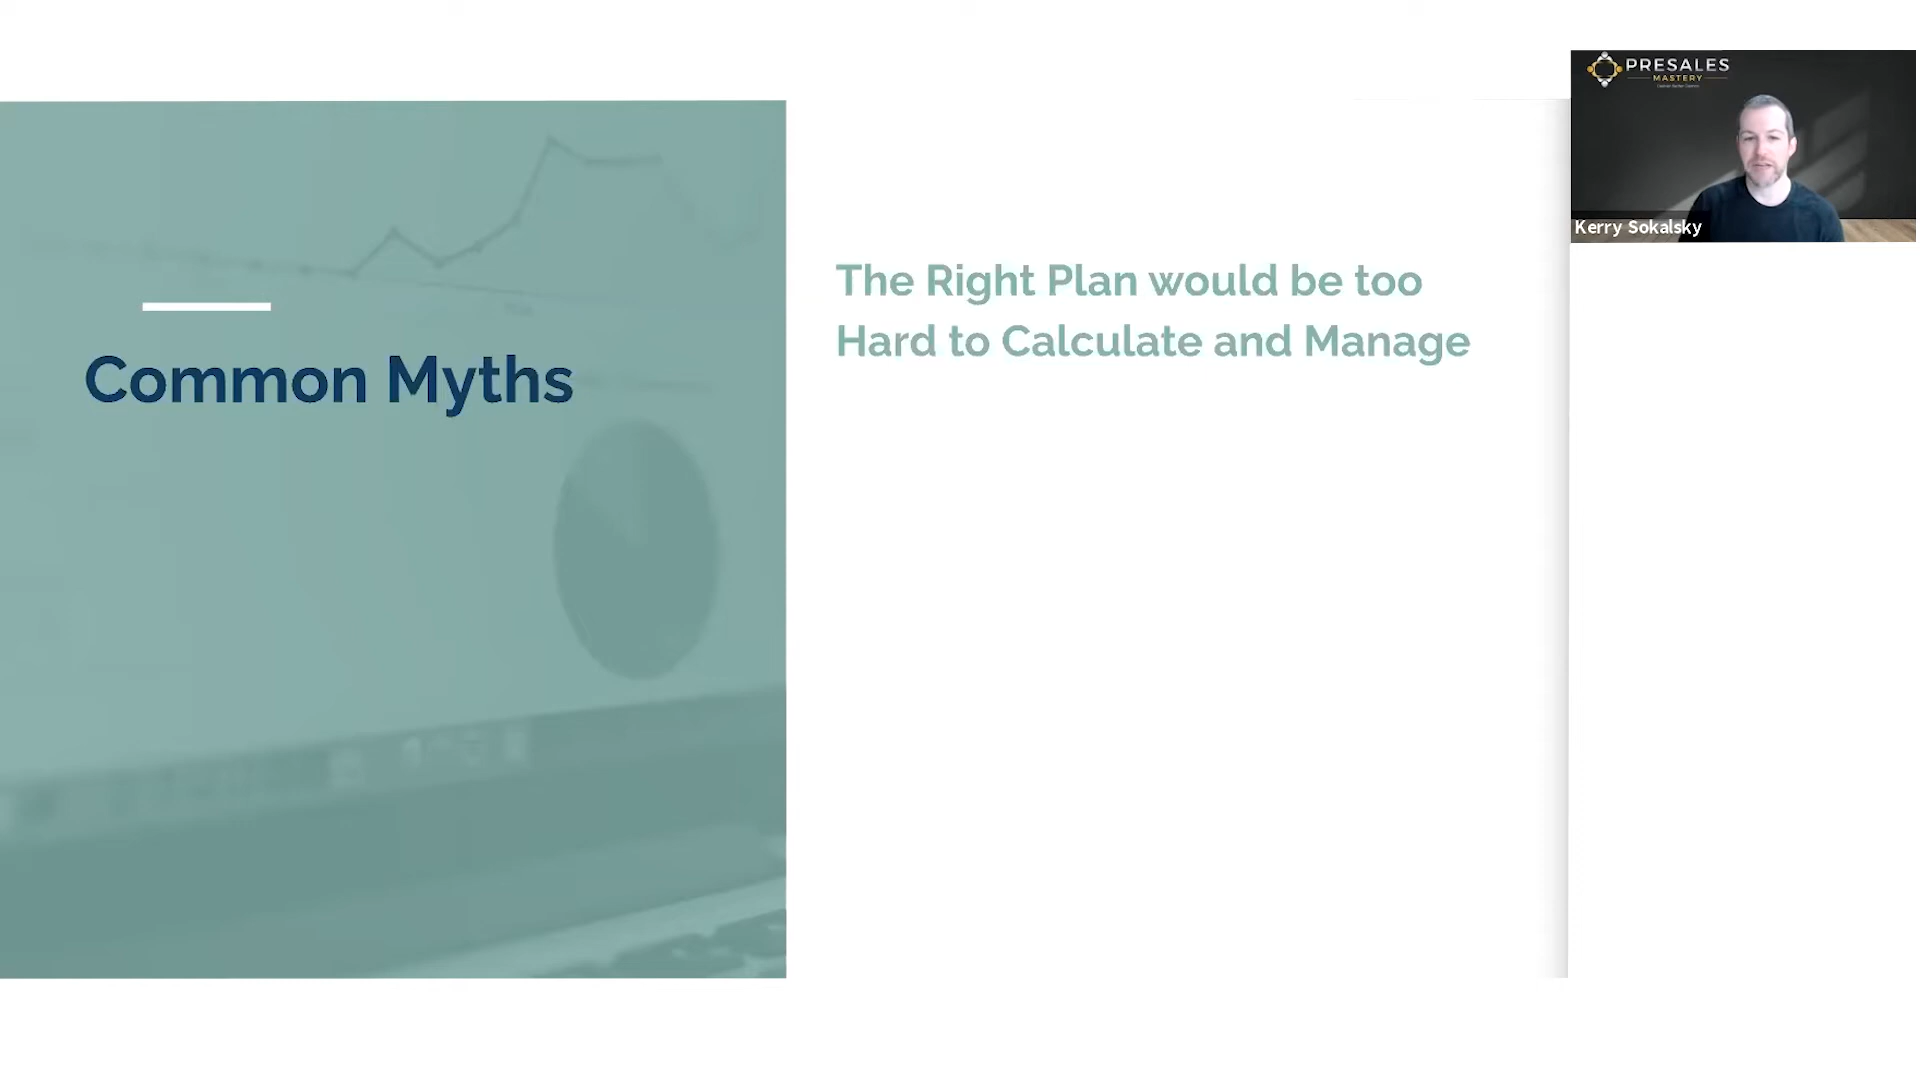 Common Myths
The Right Plan would be too
Hard to Calculate and Manage
PRESALES
MASTERY
Kerry Sokalsky